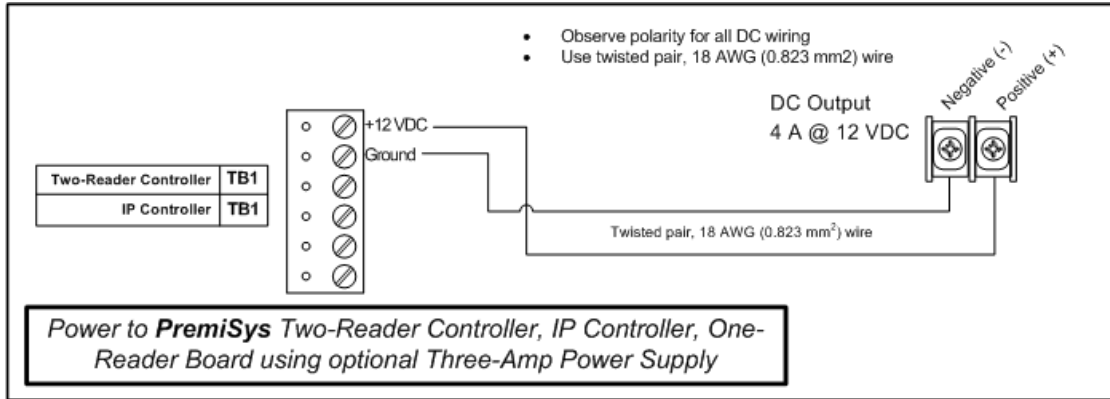 • Observe polarity for all DC wiring
• Use twisted pair, 18 AWG (0.823 mm2) wire
Negative (-)
Positive (+)
DC Output
4 A @ 12 VDC
+12 VDC
Ground
Two-Reader Controller TB1
IP Controller TB1
Twisted pair, 18 AWG (0.823 mm²) wire
Power to PremiSys Two-Reader Controller, IP Controller, One-
Reader Board using optional Three-Amp Power Supply